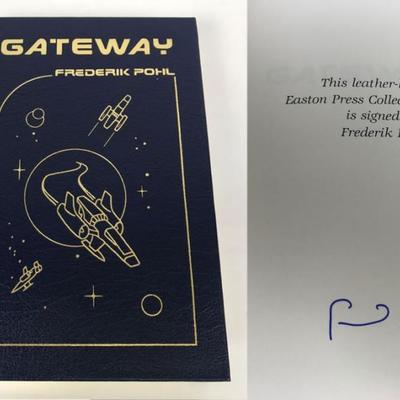 GATEWAY
FREDERIK POHL
This leather-
Easton Press Collec
is signed
Frederik